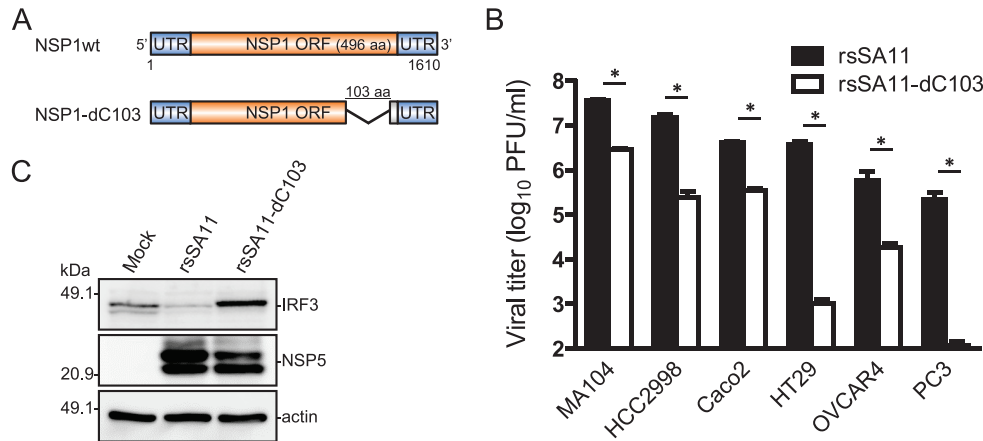 A
NSP1wt
5’ UTR NSP1 ORF (496 aa) UTR 3’
1 1610
103 aa
NSP1-dC103
UTR NSP1 ORF UTR
B
rsSA11
rsSA11-dC103
Viral titer (log10 PFU/ml)
8
7
6
5
4
3
2
* * * * * *
MA104
HCC2998
Caco2
HT29
OVCAR4
PC3
C
Mock
rsSA11
rsSA11-dC103
kDa
49.1 -IRF3
-NSP5
20.9
49.1
-actin